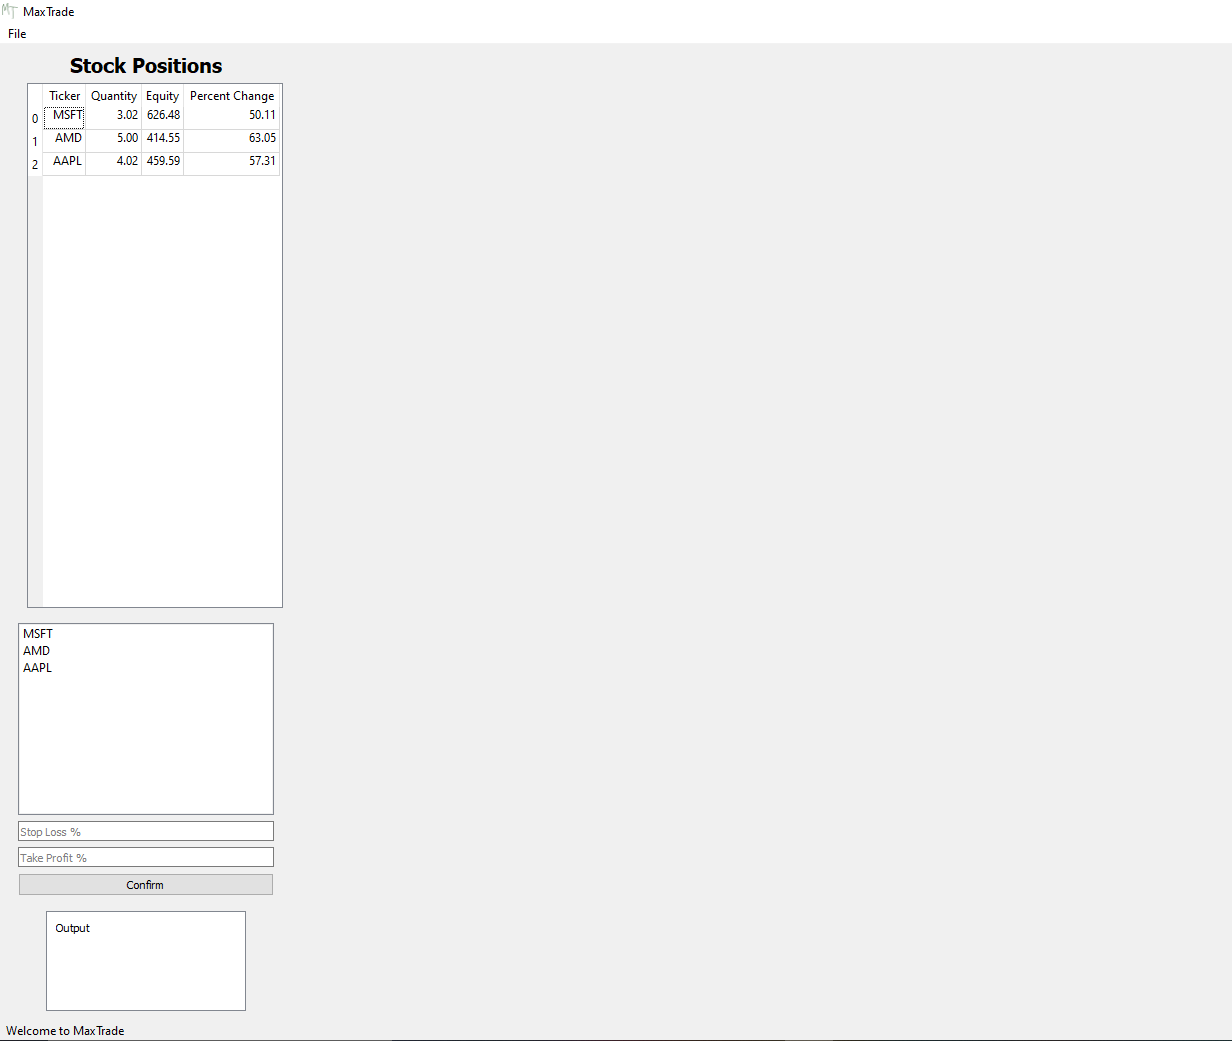 MT MaxTrade
File
Stock Positions
Ticker Quantity Equity Percent Change
0 MSFT 3.02 626.48 50.11
1 AMD 5.00 414.55 63.05
2 AAPL 4.02 459.59 57.31
MSFT
AMD
AAPL
Stop Loss %
Take Profit %
Confirm
Output
Welcome to MaxTrade